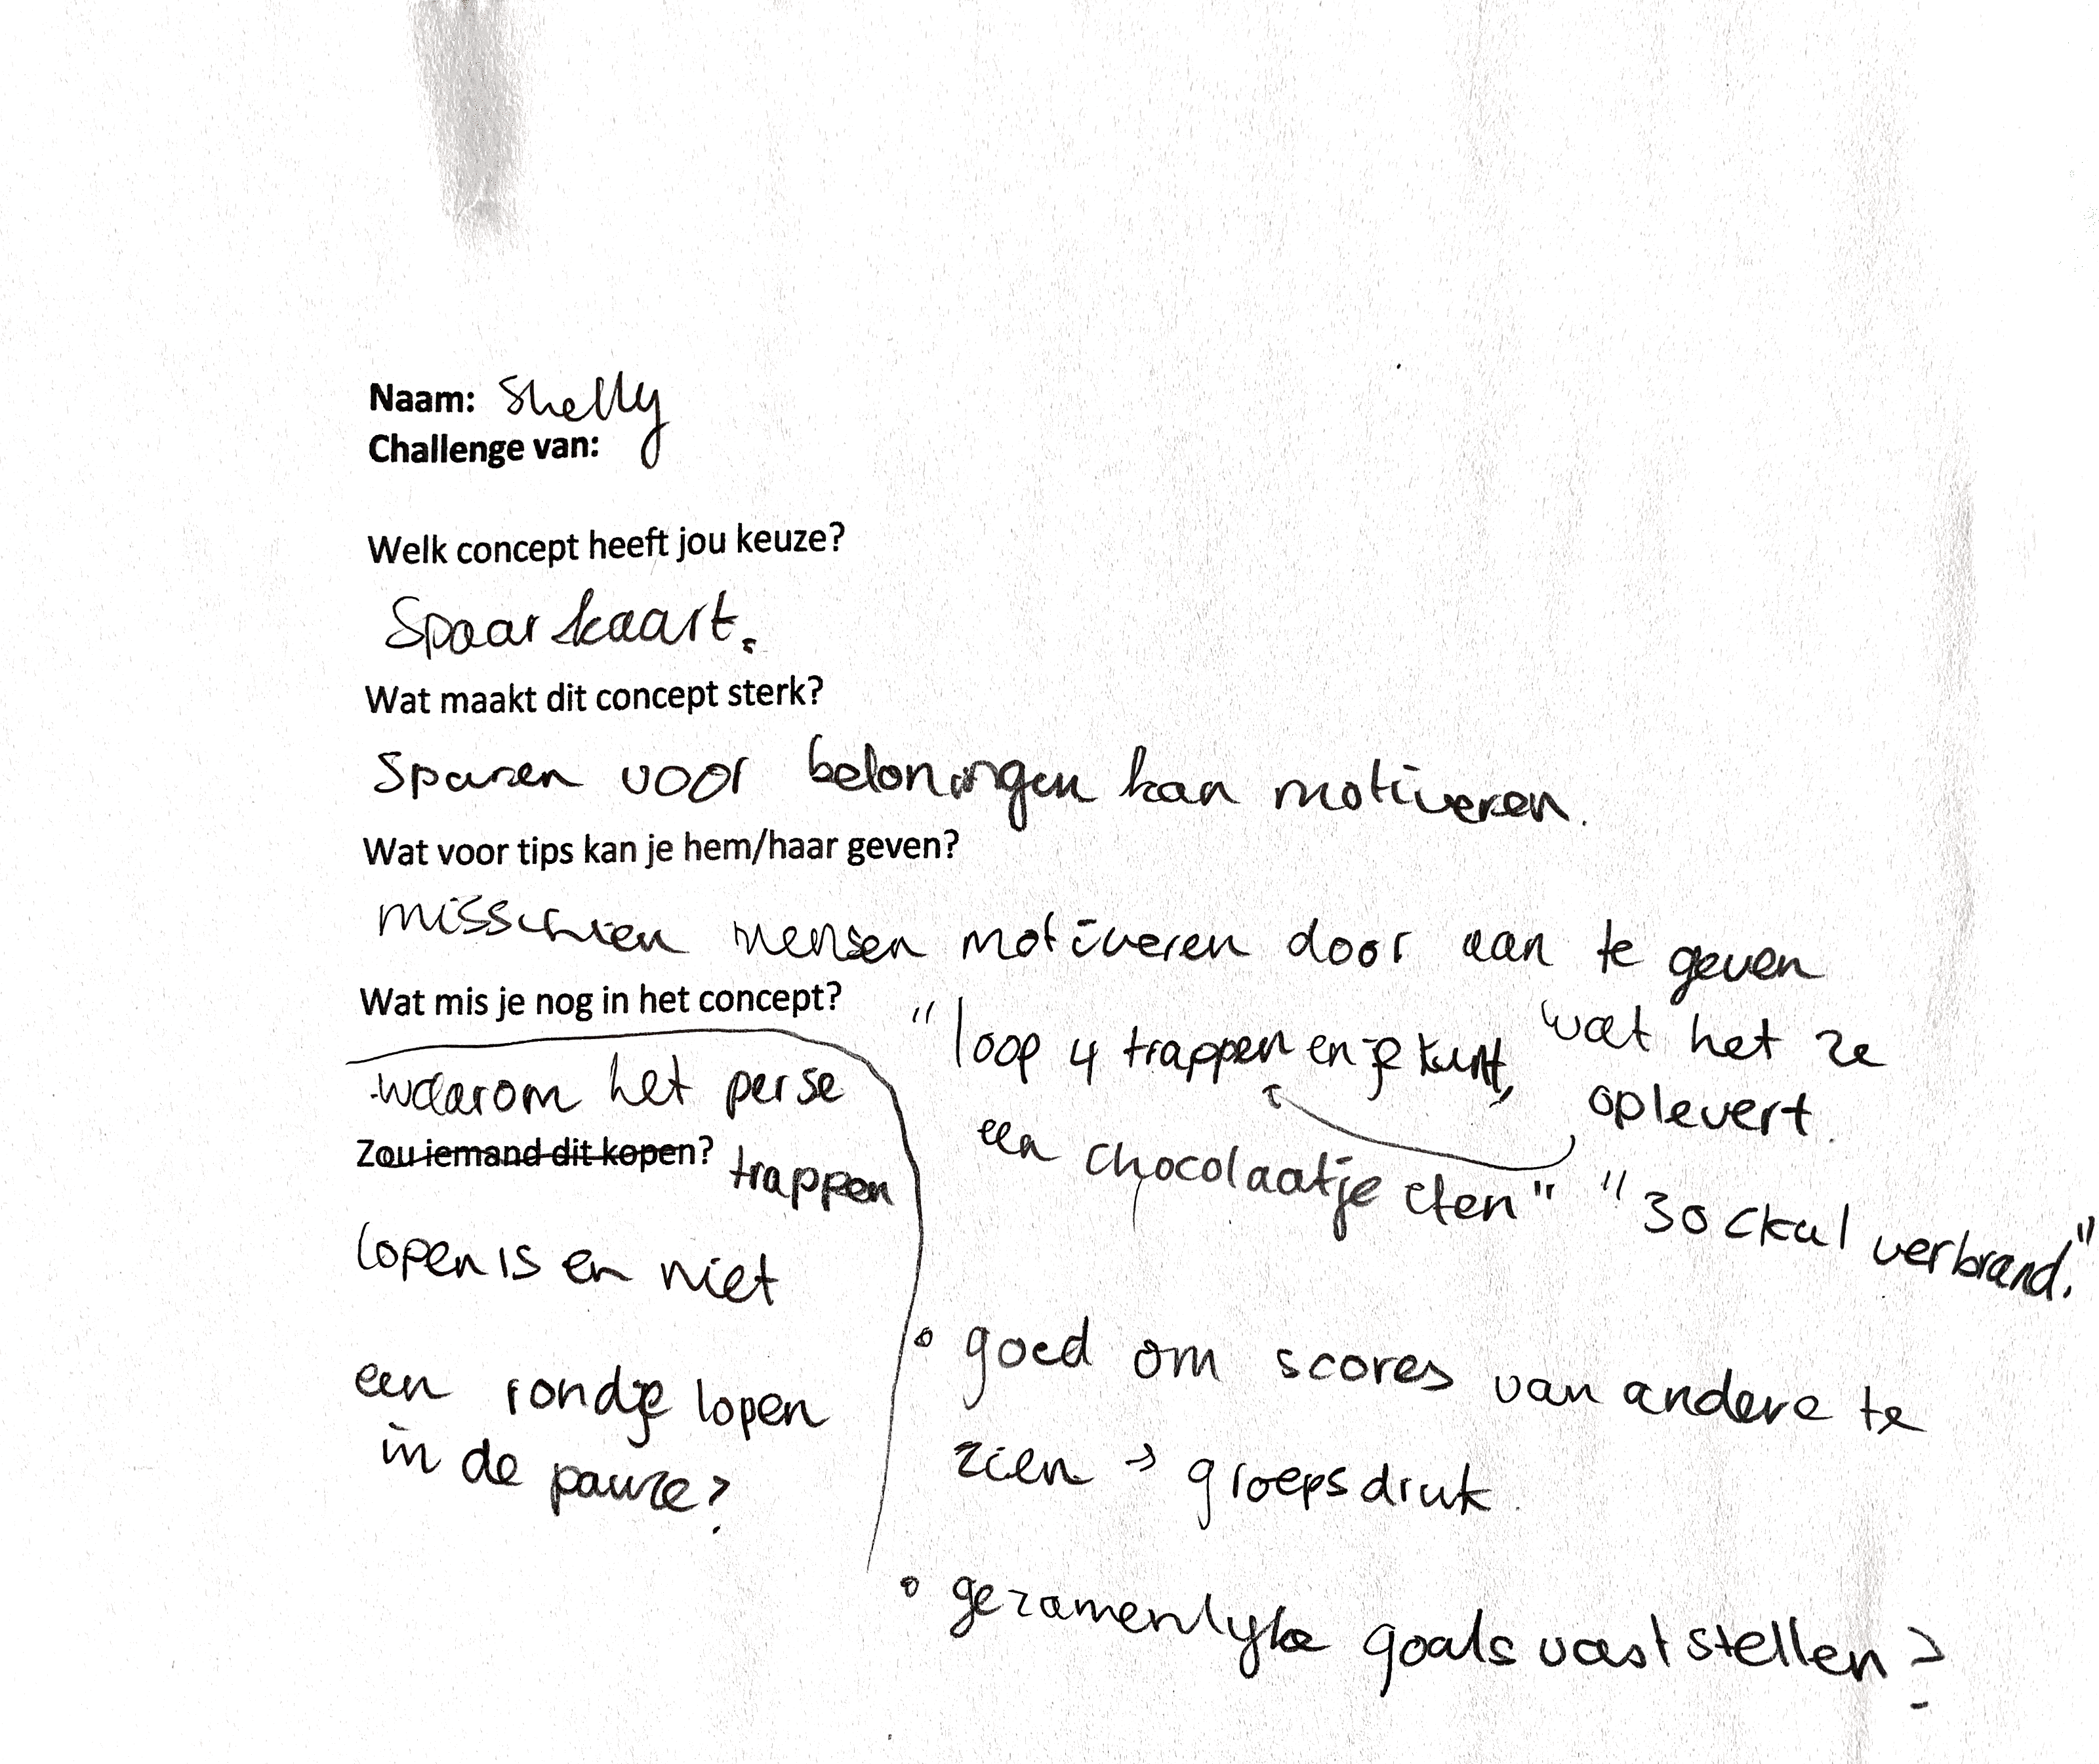 Naam: Shelly
Challenge van:
Welk concept heeft jou keuze?
Spaarkaart.
Wat maakt dit concept sterk?
Sparen voor beloningen kan motiveren.
Wat voor tips kan je hem/haar geven?
misschien mensen motiveren door aan te geven
wat het ze
oplevert.
"loop 4 trappen en je kunt
een chocolaatje eten" "30 ckal verbrand."
• goed om scores van andere te
zien → groepsdruk.
• gezamenlijke goals vaststellen?
Wat mis je nog in het concept?
waarom het perse
Zou iemand dit kopen?
trappen
lopen is en niet
een rondje lopen
in de pauze?